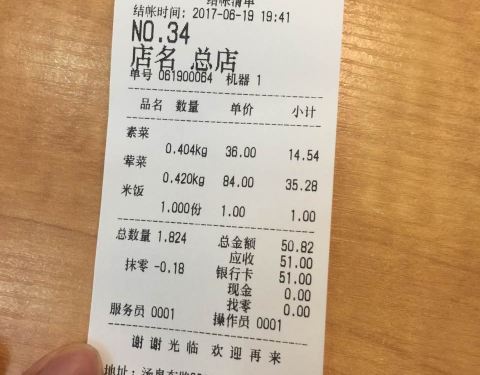 结帐清单
结帐时间: 2017-06-19 19:41
NO.34
店名 总店
单号 061900064 机器 1
品名 数量 单价 小计
素菜
0.404kg 36.00 14.54
荤菜
0.420kg 84.00 35.28
米饭
1.000份 1.00 1.00
总数量 1.824 总金额 50.82
应收 51.00
抹零 -0.18 银行卡 51.00
现金 0.00
找零 0.00
服务员 0001 操作员 0001
谢谢光临 欢迎再来
地址: 汤泉东路